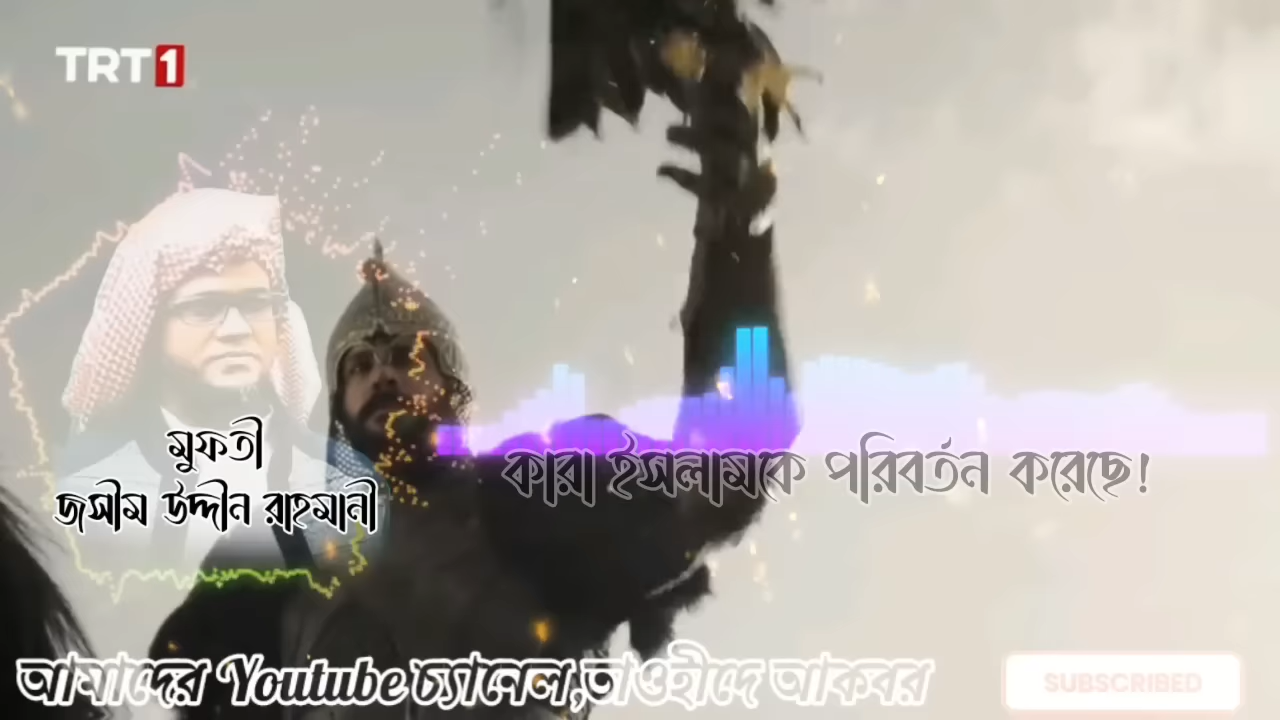 TRT1
মুফতী
জসীম উদ্দীন রাহমানী
কারা ইসলামকে পরিবর্তন করেছে!
আমাদের Youtube চ্যানেল,তাওহীদে আকবর
SUBSCRIBED